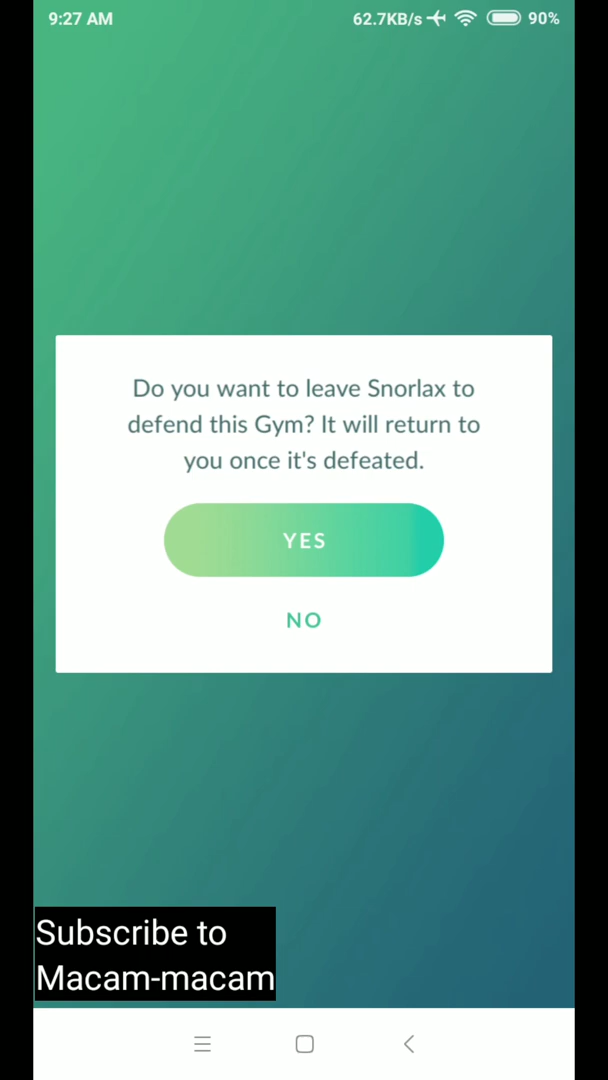 9:27 AM 62.7KB/s 90%
Do you want to leave Snorlax to
defend this Gym? It will return to
you once it's defeated.
YES
NO
Subscribe to
Macam-macam